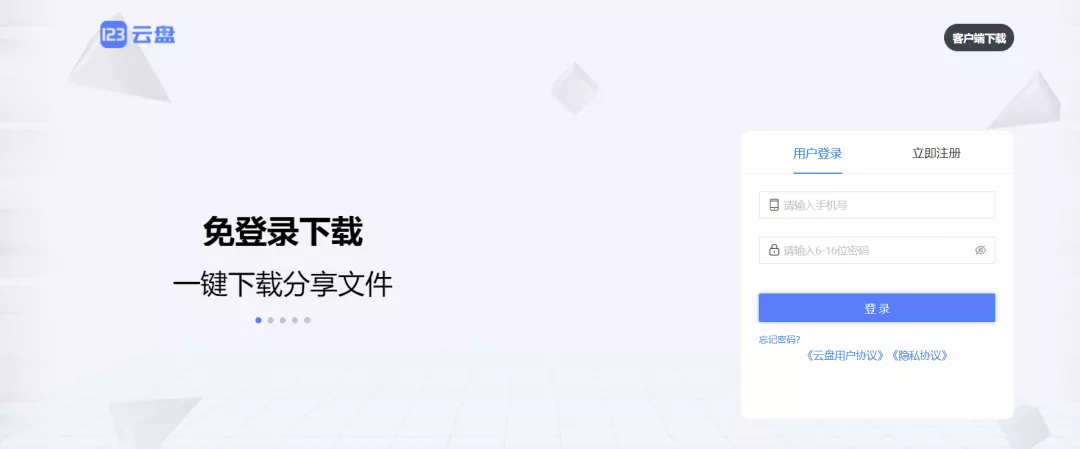 123云盘
客户端下载
用户登录 立即注册
请输入手机号
请输入6-16位密码
登 录
忘记密码?
《云盘用户协议》《隐私协议》
免登录下载
一键下载分享文件